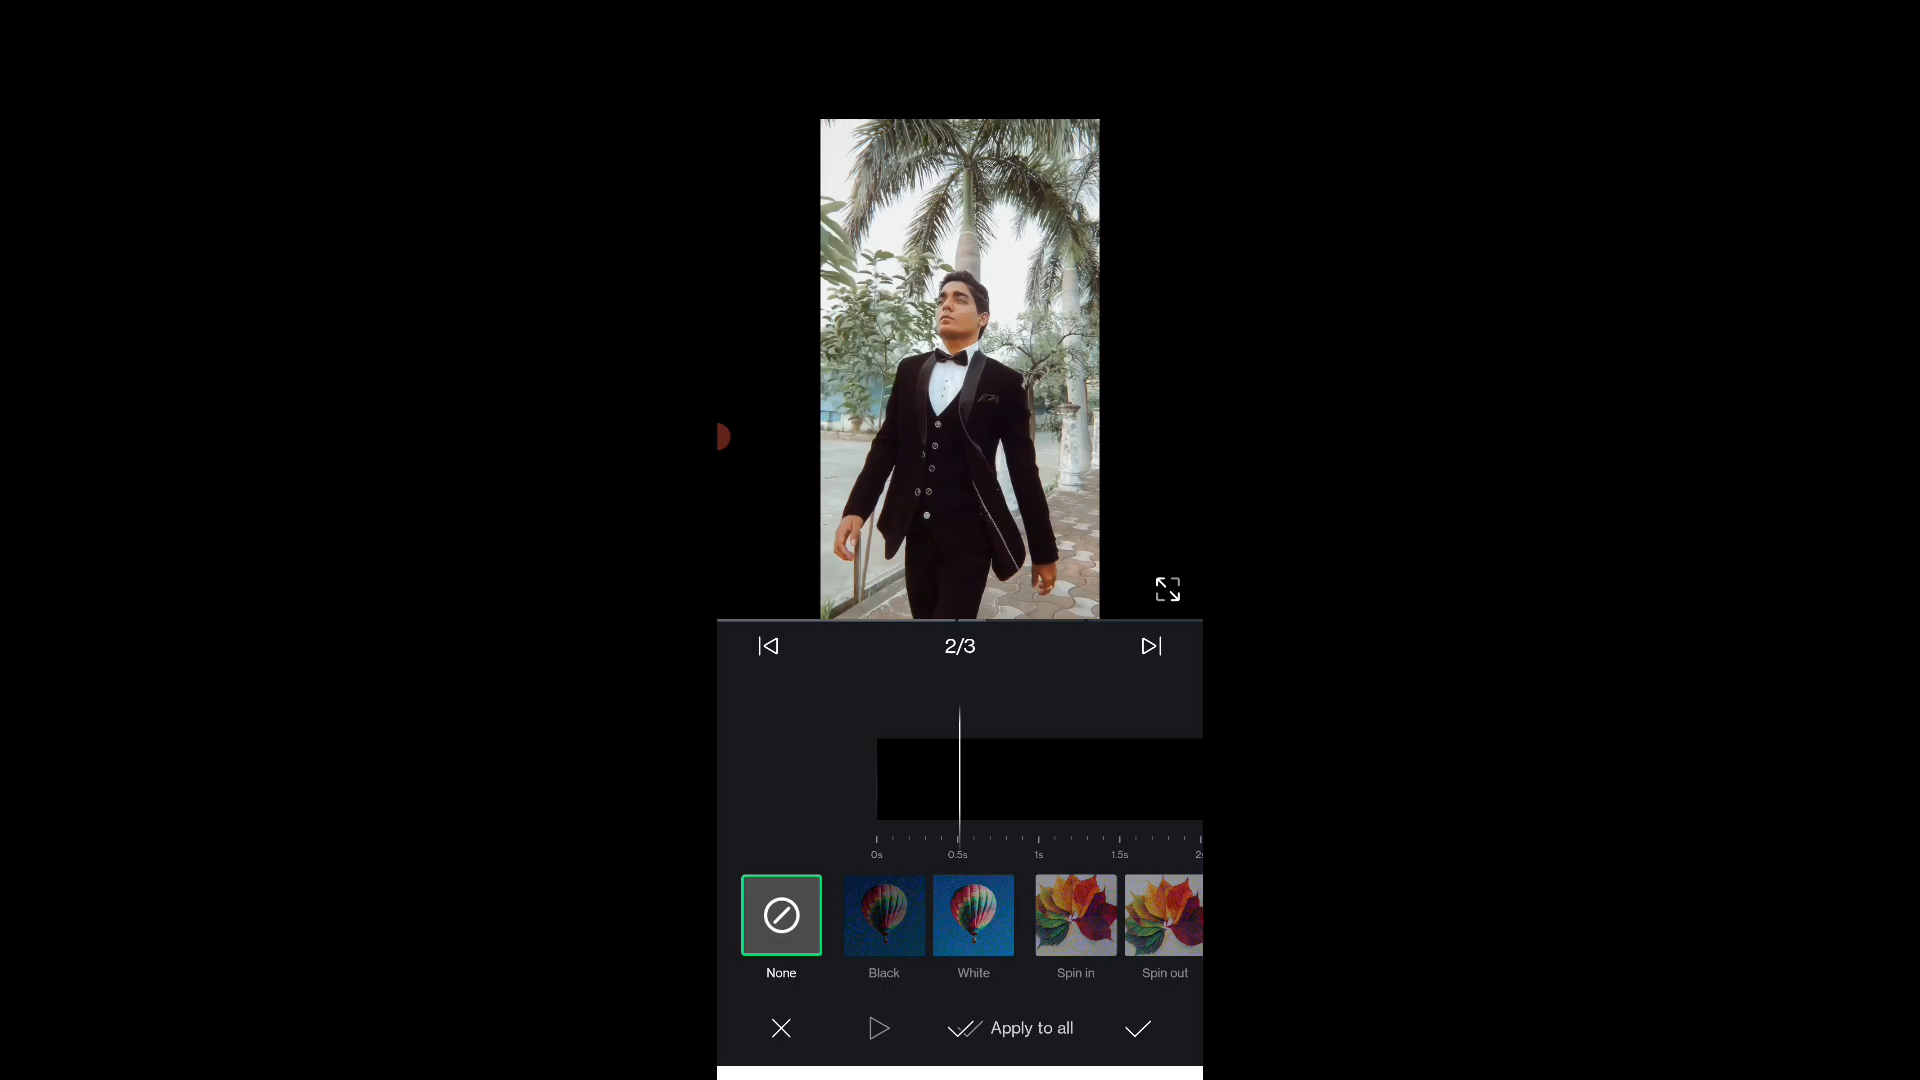 2/3
0s 0.5s 1s 1.5s
None Black White Spin in Spin out
Apply to all